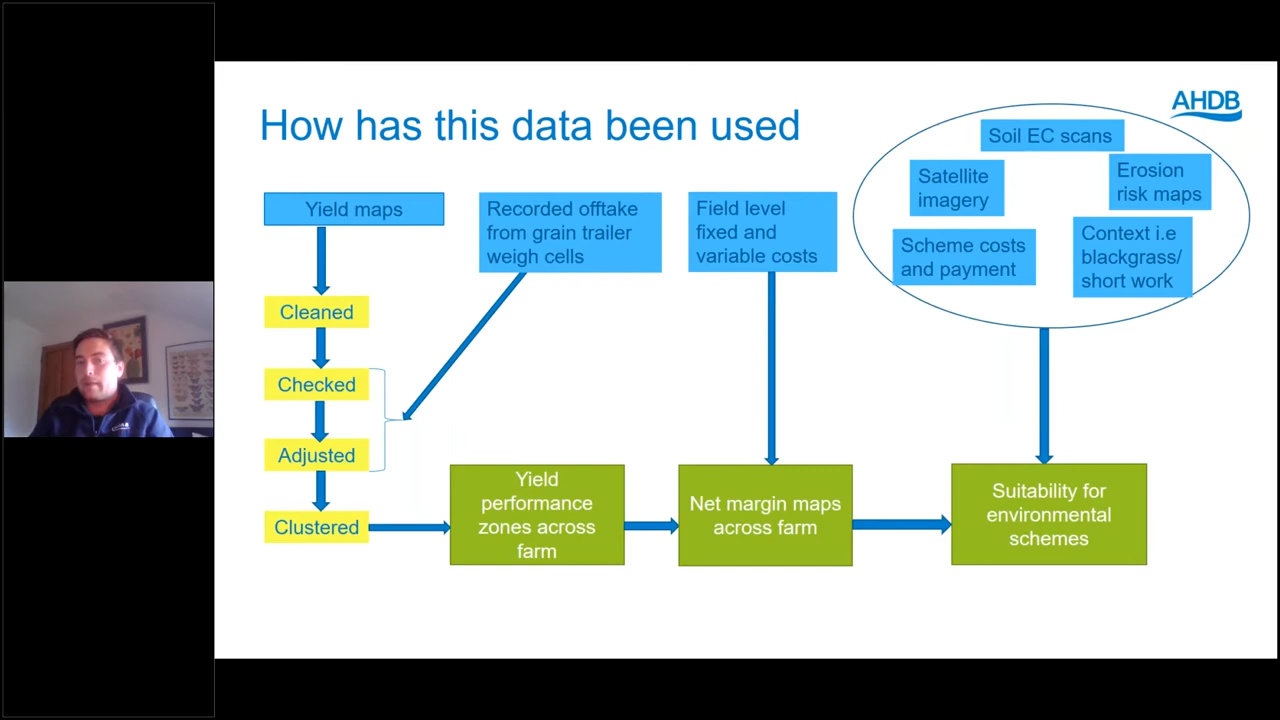 How has this data been used
AHDB
Yield maps
Cleaned
Checked
Adjusted
Clustered
Recorded offtake
from grain trailer
weigh cells
Field level
fixed and
variable costs
Soil EC scans
Satellite
imagery
Erosion
risk maps
Scheme costs
and payment
Context i.e
blackgrass/
short work
Yield
performance
zones across
farm
Net margin maps
across farm
Suitability for
environmental
schemes